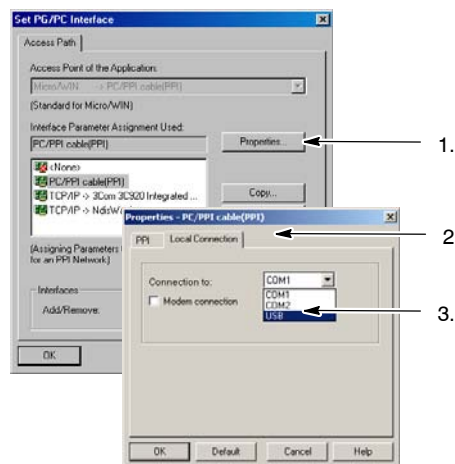 Set PG/PC Interface
Access Path
Access Point of the Application:
Micro/WIN -> PC/PPI cable(PPI)
(Standard for Micro/WIN)
Interface Parameter Assignment Used:
PC/PPI cable(PPI)
Properties...
1.
<None>
PC/PPI cable(PPI)
TCP/IP -> 3Com 3C920 Integrated ...
TCP/IP -> NdisW
Copy...
(Assigning Parameters
for an PPI Network)
Interfaces
Add/Remove:
OK
Properties - PC/PPI cable(PPI)
PPI
Local Connection
2
Connection to:
COM1
Modem connection
COM1
COM2
USB
3.
OK
Default
Cancel
Help